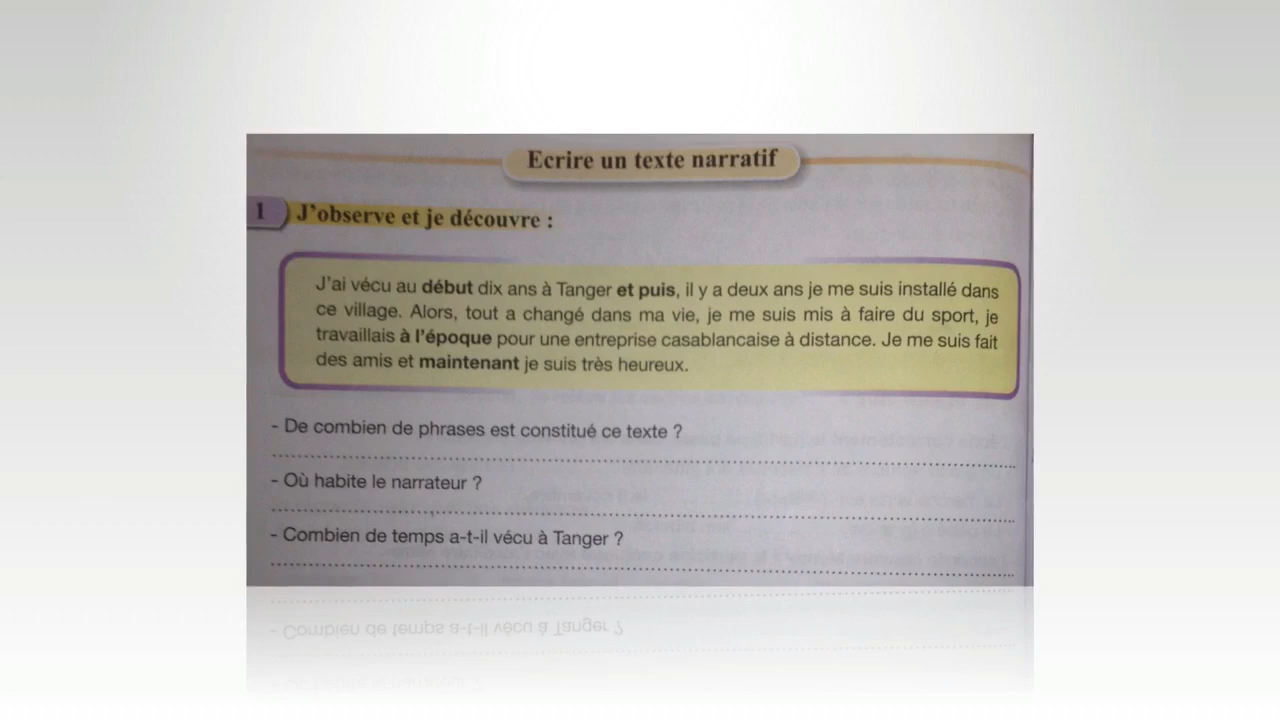 Ecrire un texte narratif
1 J'observe et je découvre :
J'ai vécu au début dix ans à Tanger et puis, il y a deux ans je me suis installé dans
ce village. Alors, tout a changé dans ma vie, je me suis mis à faire du sport, je
travaillais à l'époque pour une entreprise casablancaise à distance. Je me suis fait
des amis et maintenant je suis très heureux.
- De combien de phrases est constitué ce texte ?
- Où habite le narrateur ?
- Combien de temps a-t-il vécu à Tanger ?